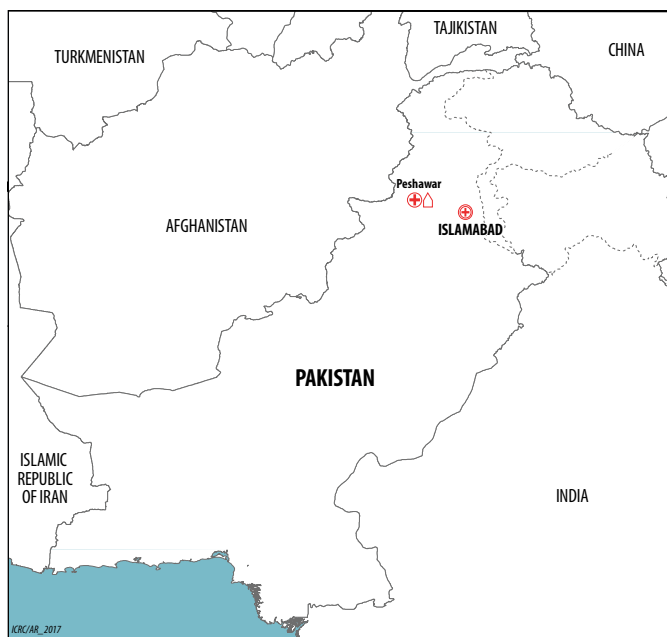 TAJIKISTAN
TURKMENISTAN
CHINA
Peshawar
AFGHANISTAN
ISLAMABAD
PAKISTAN
ISLAMIC
REPUBLIC
OF IRAN
INDIA
ICRC/AR_2017